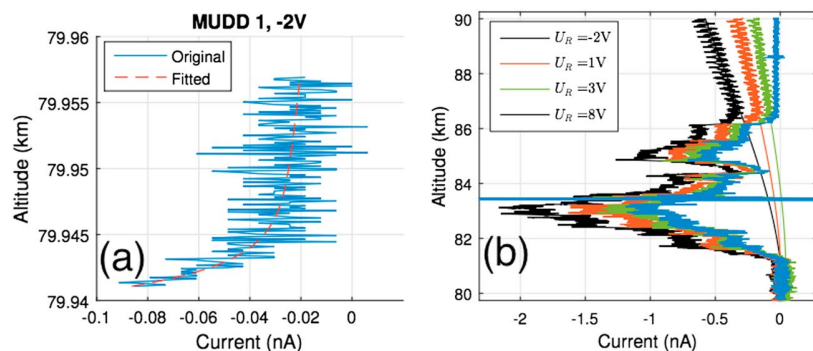 MUDD 1, -2V
79.96
79.955
79.95
79.945
79.94
Altitude (km)
Original
Fitted
(a)
-0.1 -0.08 -0.06 -0.04 -0.02 0
Current (nA)
90
88
86
84
82
80
Altitude (km)
U_R =-2V
U_R =1V
U_R =3V
U_R =8V
(b)
-2 -1.5 -1 -0.5 0
Current (nA)